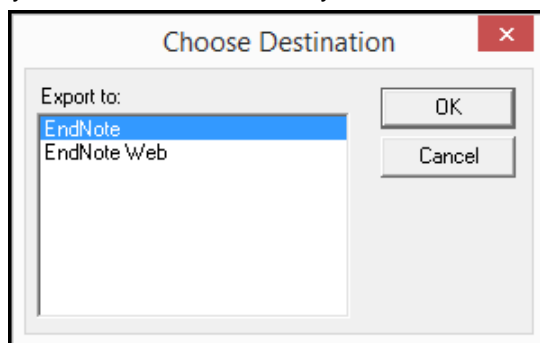 Choose Destination
Export to:
OK
EndNote
EndNote Web
Cancel